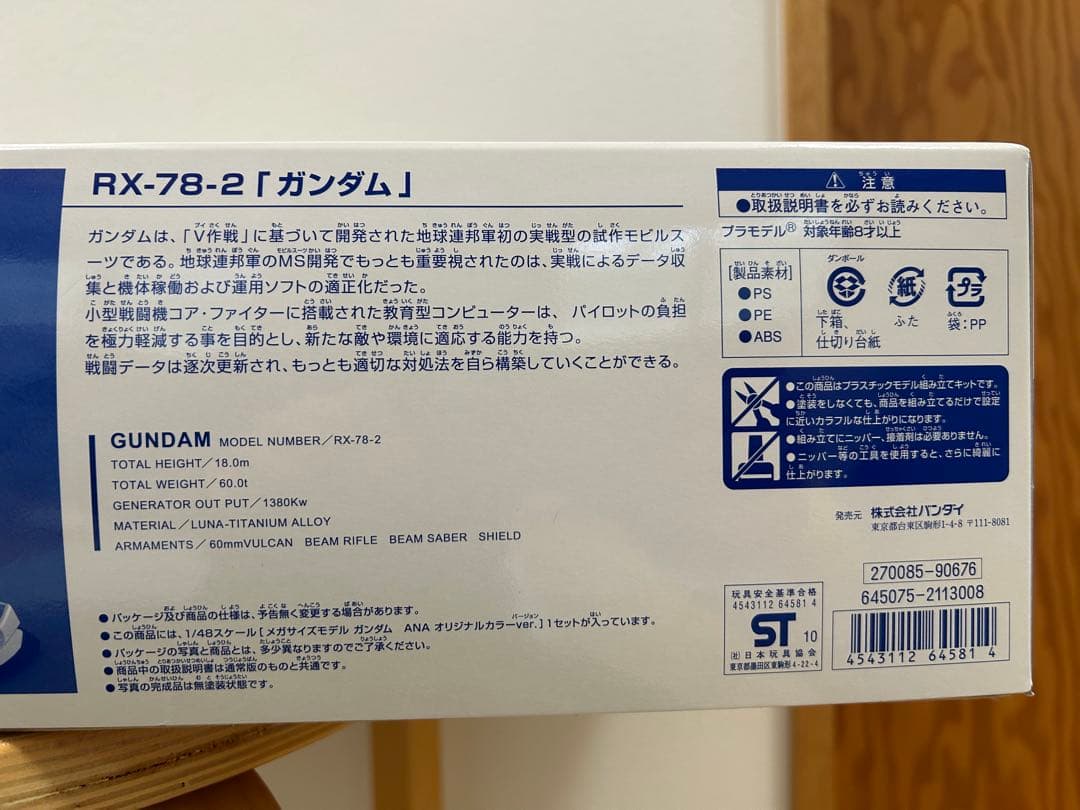 RX-78-2「ガンダム」
ガンダムは、「V作戦」に基づいて開発された地球連邦軍初の実戦型の試作モビルス
ーツである。地球連邦軍のMS開発でもっとも重要視されたのは、実戦によるデータ収
集と機体稼働および運用ソフトの適正化だった。
小型戦闘機コア・ファイターに搭載された教育型コンピューターは、パイロットの負担
を極力軽減する事を目的とし、新たな敵や環境に適応する能力を持つ。
戦闘データは逐次更新され、もっとも適切な対処法を自ら構築していくことができる。
GUNDAM MODEL NUMBER/RX-78-2
TOTAL HEIGHT/18.0m
TOTAL WEIGHT/60.0t
GENERATOR OUT PUT/1380Kw
MATERIAL/LUNA-TITANIUM ALLOY
ARMAMENTS/60mmVULCAN BEAM RIFLE BEAM SABER SHIELD
●パッケージ及び商品の仕様は、予告無く変更する場合があります。
●この商品には、1/48スケール[メガサイズモデル ガンダム ANA オリジナルカラーver.]1セットが入っています。
●パッケージの写真と商品とは、多少異なりますのでご了承ください。
●商品中の取扱説明書は通常版のものと共通です。
●写真の完成品は無塗装状態です。
注意
●取扱説明書を必ずお読みください。
プラモデル® 対象年齢8才以上
[製品素材]
●PS
●PE
●ABS
ダンボール
下箱、
仕切り台紙
紙
ふた
プラ
袋:PP
●この商品はプラスチックモデル組み立てキットです。
●塗装をしなくても、商品を組み立てるだけで設定
に近いカラフルな仕上がりになります。
●組み立てにニッパー、接着剤は必要ありません。
●ニッパー等の工具を使用すると、さらに綺麗に
仕上がります。
発売元 株式会社バンダイ
東京都台東区駒形1-4-8 〒111-8081
270085-90676
645075-2113008
玩具安全基準合格
4543112 64581 4
ST 10
(社)日本玩具協会
東京都墨田区東駒形4-22-4
4 543112 645814